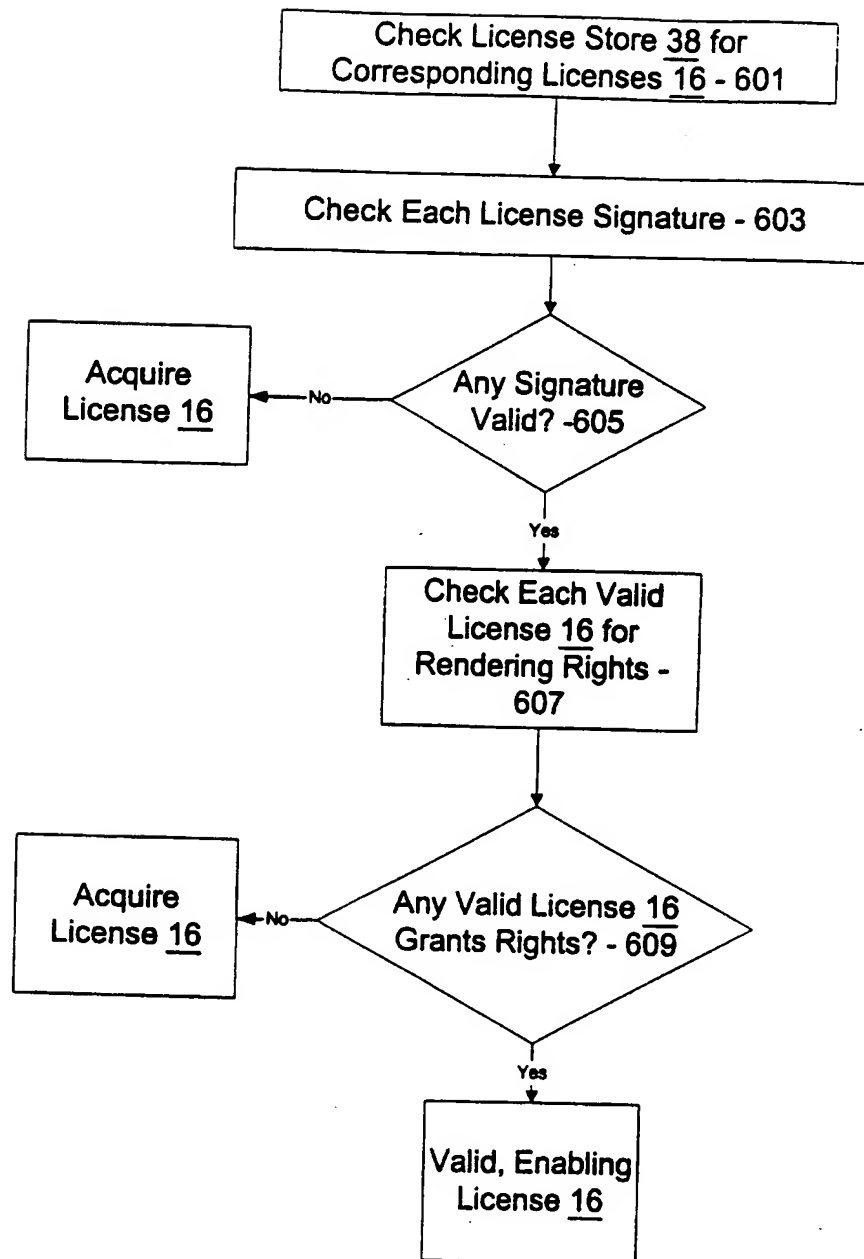 Check License Store 38 for
Corresponding Licenses 16 - 601
Check Each License Signature - 603
Any Signature
Valid? -605
No
Acquire
License 16
Yes
Check Each Valid
License 16 for
Rendering Rights -
607
Any Valid License 16
Grants Rights? - 609
No
Acquire
License 16
Yes
Valid, Enabling
License 16